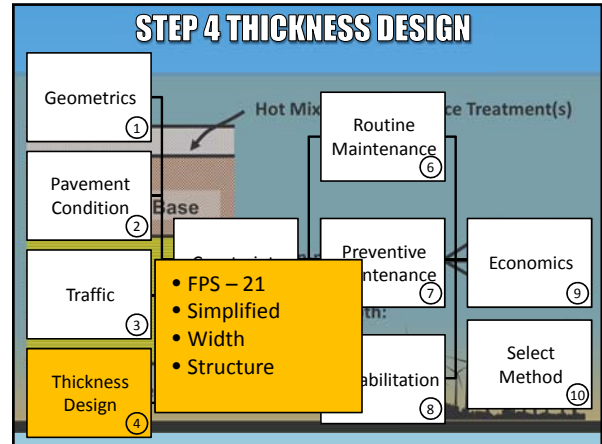 STEP 4 THICKNESS DESIGN
Geometrics
1
Pavement
Condition
2
Traffic
3
Thickness
Design
4
• FPS – 21
• Simplified
• Width
• Structure
Hot Mix
ce Treatment(s)
Base
th:
Routine
Maintenance
6
Preventive
ntenance
7
abilitation
8
Economics
9
Select
Method
10